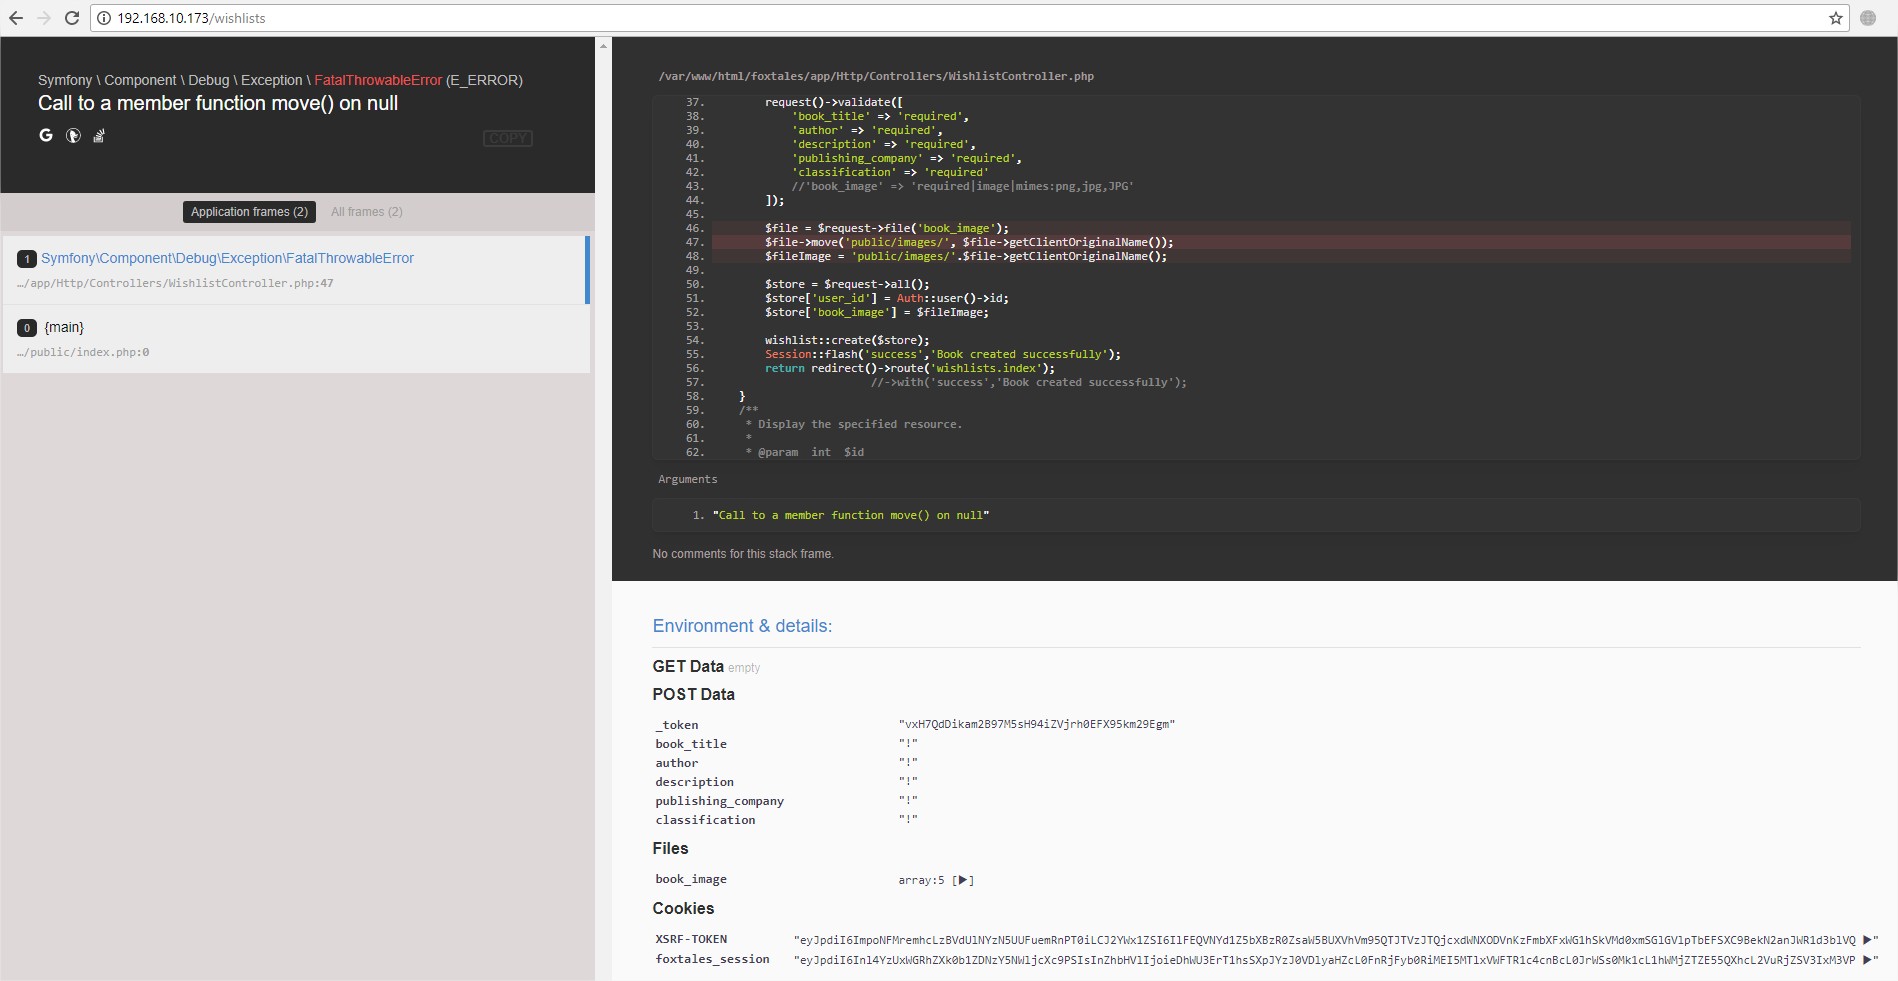 192.168.10.173/wishlists
Symfony \ Component \ Debug \ Exception \ FatalThrowableError (E_ERROR)
Call to a member function move() on null
COPY
Application frames (2) All frames (2)
1 Symfony\Component\Debug\Exception\FatalThrowableError
…/app/Http/Controllers/WishlistController.php:47
0 {main}
…/public/index.php:0
/var/www/html/foxtales/app/Http/Controllers/WishlistController.php
37. request()->validate([
38. 'book_title' => 'required',
39. 'author' => 'required',
40. 'description' => 'required',
41. 'publishing_company' => 'required',
42. 'classification' => 'required'
43. //'book_image' => 'required|image|mimes:png,jpg,JPG'
44. ]);
45.
46. $file = $request->file('book_image');
47. $file->move('public/images/', $file->getClientOriginalName());
48. $fileImage = 'public/images/'.$file->getClientOriginalName();
49.
50. $store = $request->all();
51. $store['user_id'] = Auth::user()->id;
52. $store['book_image'] = $fileImage;
53.
54. wishlist::create($store);
55. Session::flash('success','Book created successfully');
56. return redirect()->route('wishlists.index');
57. //->with('success','Book created successfully');
58. }
59. /**
60. * Display the specified resource.
61. *
62. * @param int $id
Arguments
1. "Call to a member function move() on null"
No comments for this stack frame.
Environment & details:
GET Data empty
POST Data
_token "vxH7QdDikam2B97M5sH94iZVjrh0EFX95km29Egm"
book_title "!"
author "!"
description "!"
publishing_company "!"
classification "!"
Files
book_image array:5 [▶]
Cookies
XSRF-TOKEN
foxtales_session